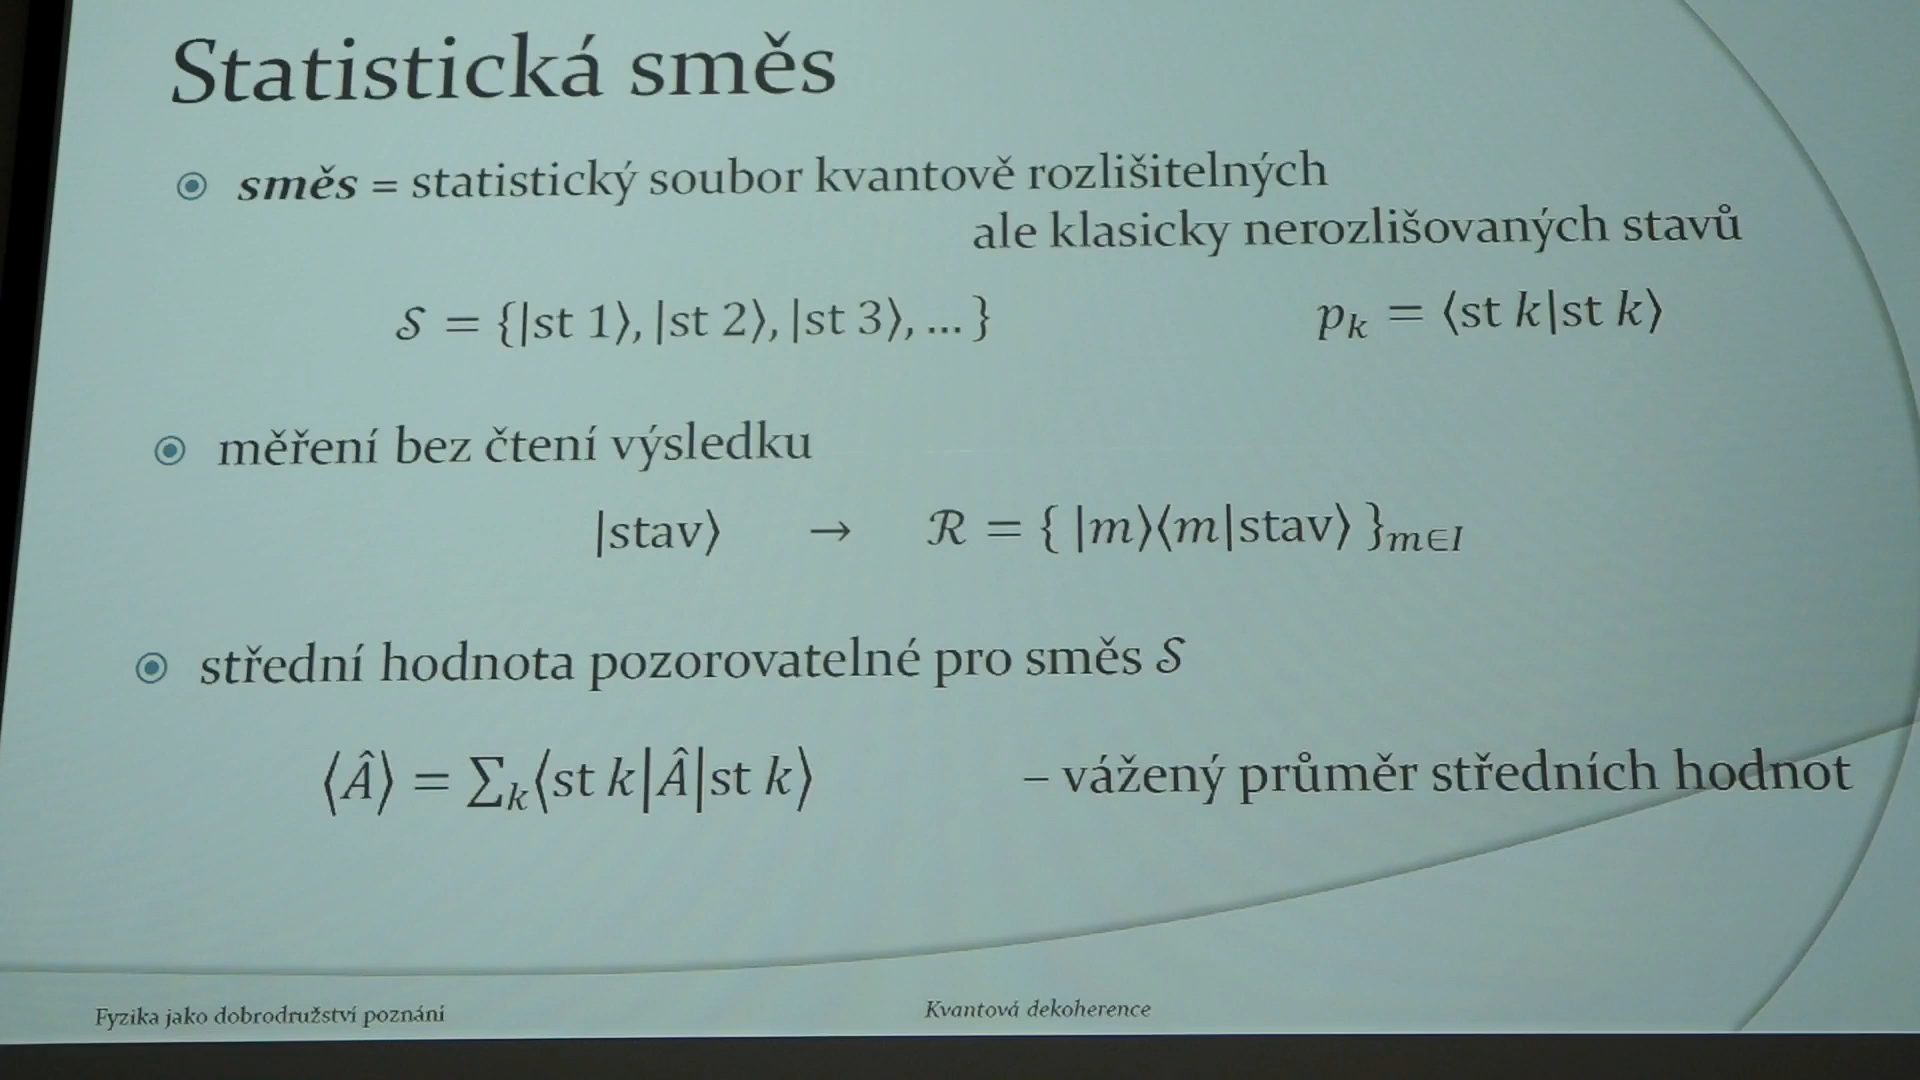 Statistická směs
směs = statistický soubor kvantově rozlišitelných
ale klasicky nerozlišovaných stavů
𝒮 = {|st 1⟩, |st 2⟩, |st 3⟩, … } p_k = ⟨st k|st k⟩
měření bez čtení výsledku
|stav⟩ → ℛ = { |m⟩⟨m|stav⟩ }_{m∈I}
střední hodnota pozorovatelné pro směs 𝒮
⟨Â⟩ = ∑_k⟨st k|Â|st k⟩ – vážený průměr středních hodnot
Fyzika jako dobrodružství poznání Kvantová dekoherence